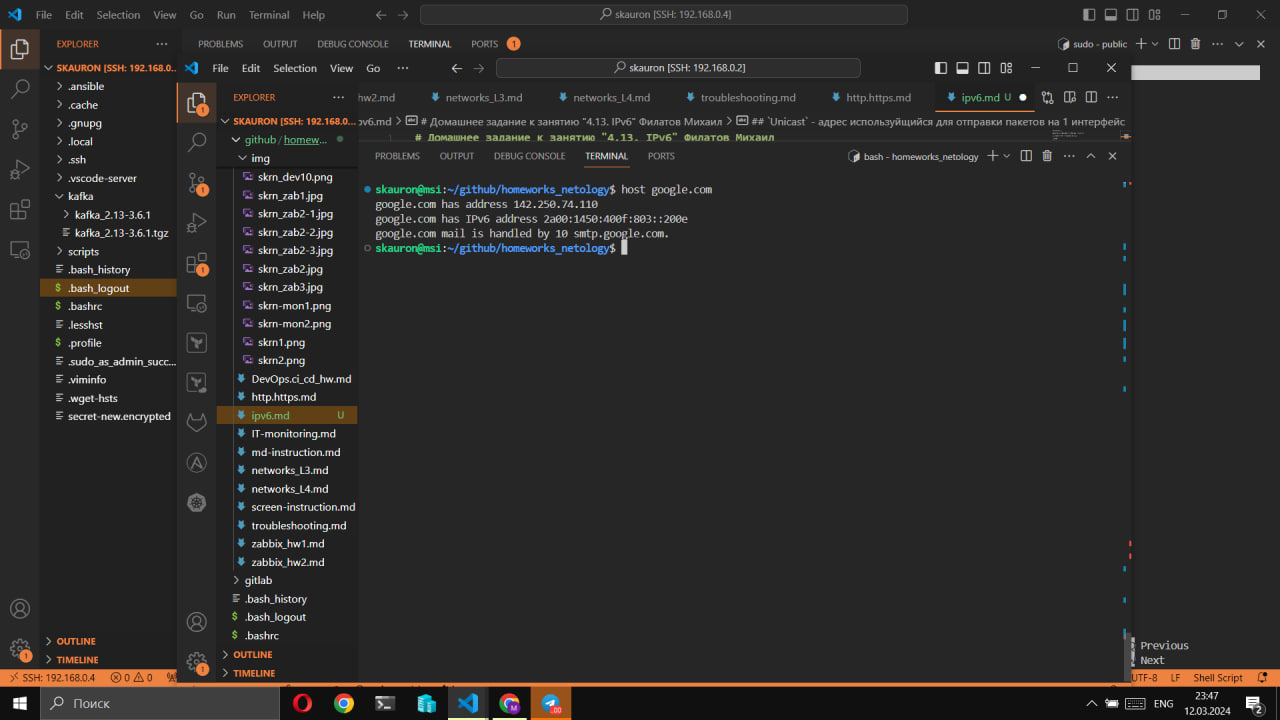 File Edit Selection View Go Run Terminal Help
skauron [SSH: 192.168.0.4]
EXPLORER
PROBLEMS OUTPUT DEBUG CONSOLE TERMINAL PORTS 1
sudo - public
SKAURON [SSH: 192.168.0...
.ansible
.cache
.gnupg
.local
.ssh
.vscode-server
kafka
kafka_2.13-3.6.1
kafka_2.13-3.6.1.tgz
scripts
.bash_history
$ .bash_logout
$ .bashrc
.lesshst
$ .profile
.sudo_as_admin_succ...
.viminfo
.wget-hsts
secret-new.encrypted
OUTLINE
TIMELINE
1
File Edit Selection View Go
skauron [SSH: 192.168.0.2]
EXPLORER
1
hw2.md networks_L3.md networks_L4.md troubleshooting.md http.https.md ipv6.md U
SKAURON [SSH: 192.168.0...
pv6.md > # Домашнее задание к занятию "4.13. IPv6" Филатов Михаил > ## `Unicast` - адрес использующийся для отправки пакетов на 1 интерфейс
1 # Домашнее задание к занятию "4.13. IPv6" Филатов Михаил
github/homew...
img
skrn_dev10.png
skrn_zab1.jpg
skrn_zab2-1.jpg
skrn_zab2-2.jpg
skrn_zab2-3.jpg
skrn_zab2.jpg
skrn_zab3.jpg
skrn-mon1.png
skrn-mon2.png
skrn1.png
skrn2.png
DevOps.ci_cd_hw.md
http.https.md
ipv6.md U
IT-monitoring.md
md-instruction.md
networks_L3.md
networks_L4.md
screen-instruction.md
troubleshooting.md
zabbix_hw1.md
zabbix_hw2.md
gitlab
.bash_history
$ .bash_logout
$ .bashrc
OUTLINE
TIMELINE
1
1
1
PROBLEMS OUTPUT DEBUG CONSOLE TERMINAL PORTS
bash - homeworks_netology
skauron@msi:~/github/homeworks_netology$ host google.com
google.com has address 142.250.74.110
google.com has IPv6 address 2a00:1450:400f:803::200e
google.com mail is handled by 10 smtp.google.com.
skauron@msi:~/github/homeworks_netology$
Previous
Next
SSH: 192.168.0.4 0 0
UTF-8 LF Shell Script
Поиск
.00
ENG
23:47
12.03.2024
2